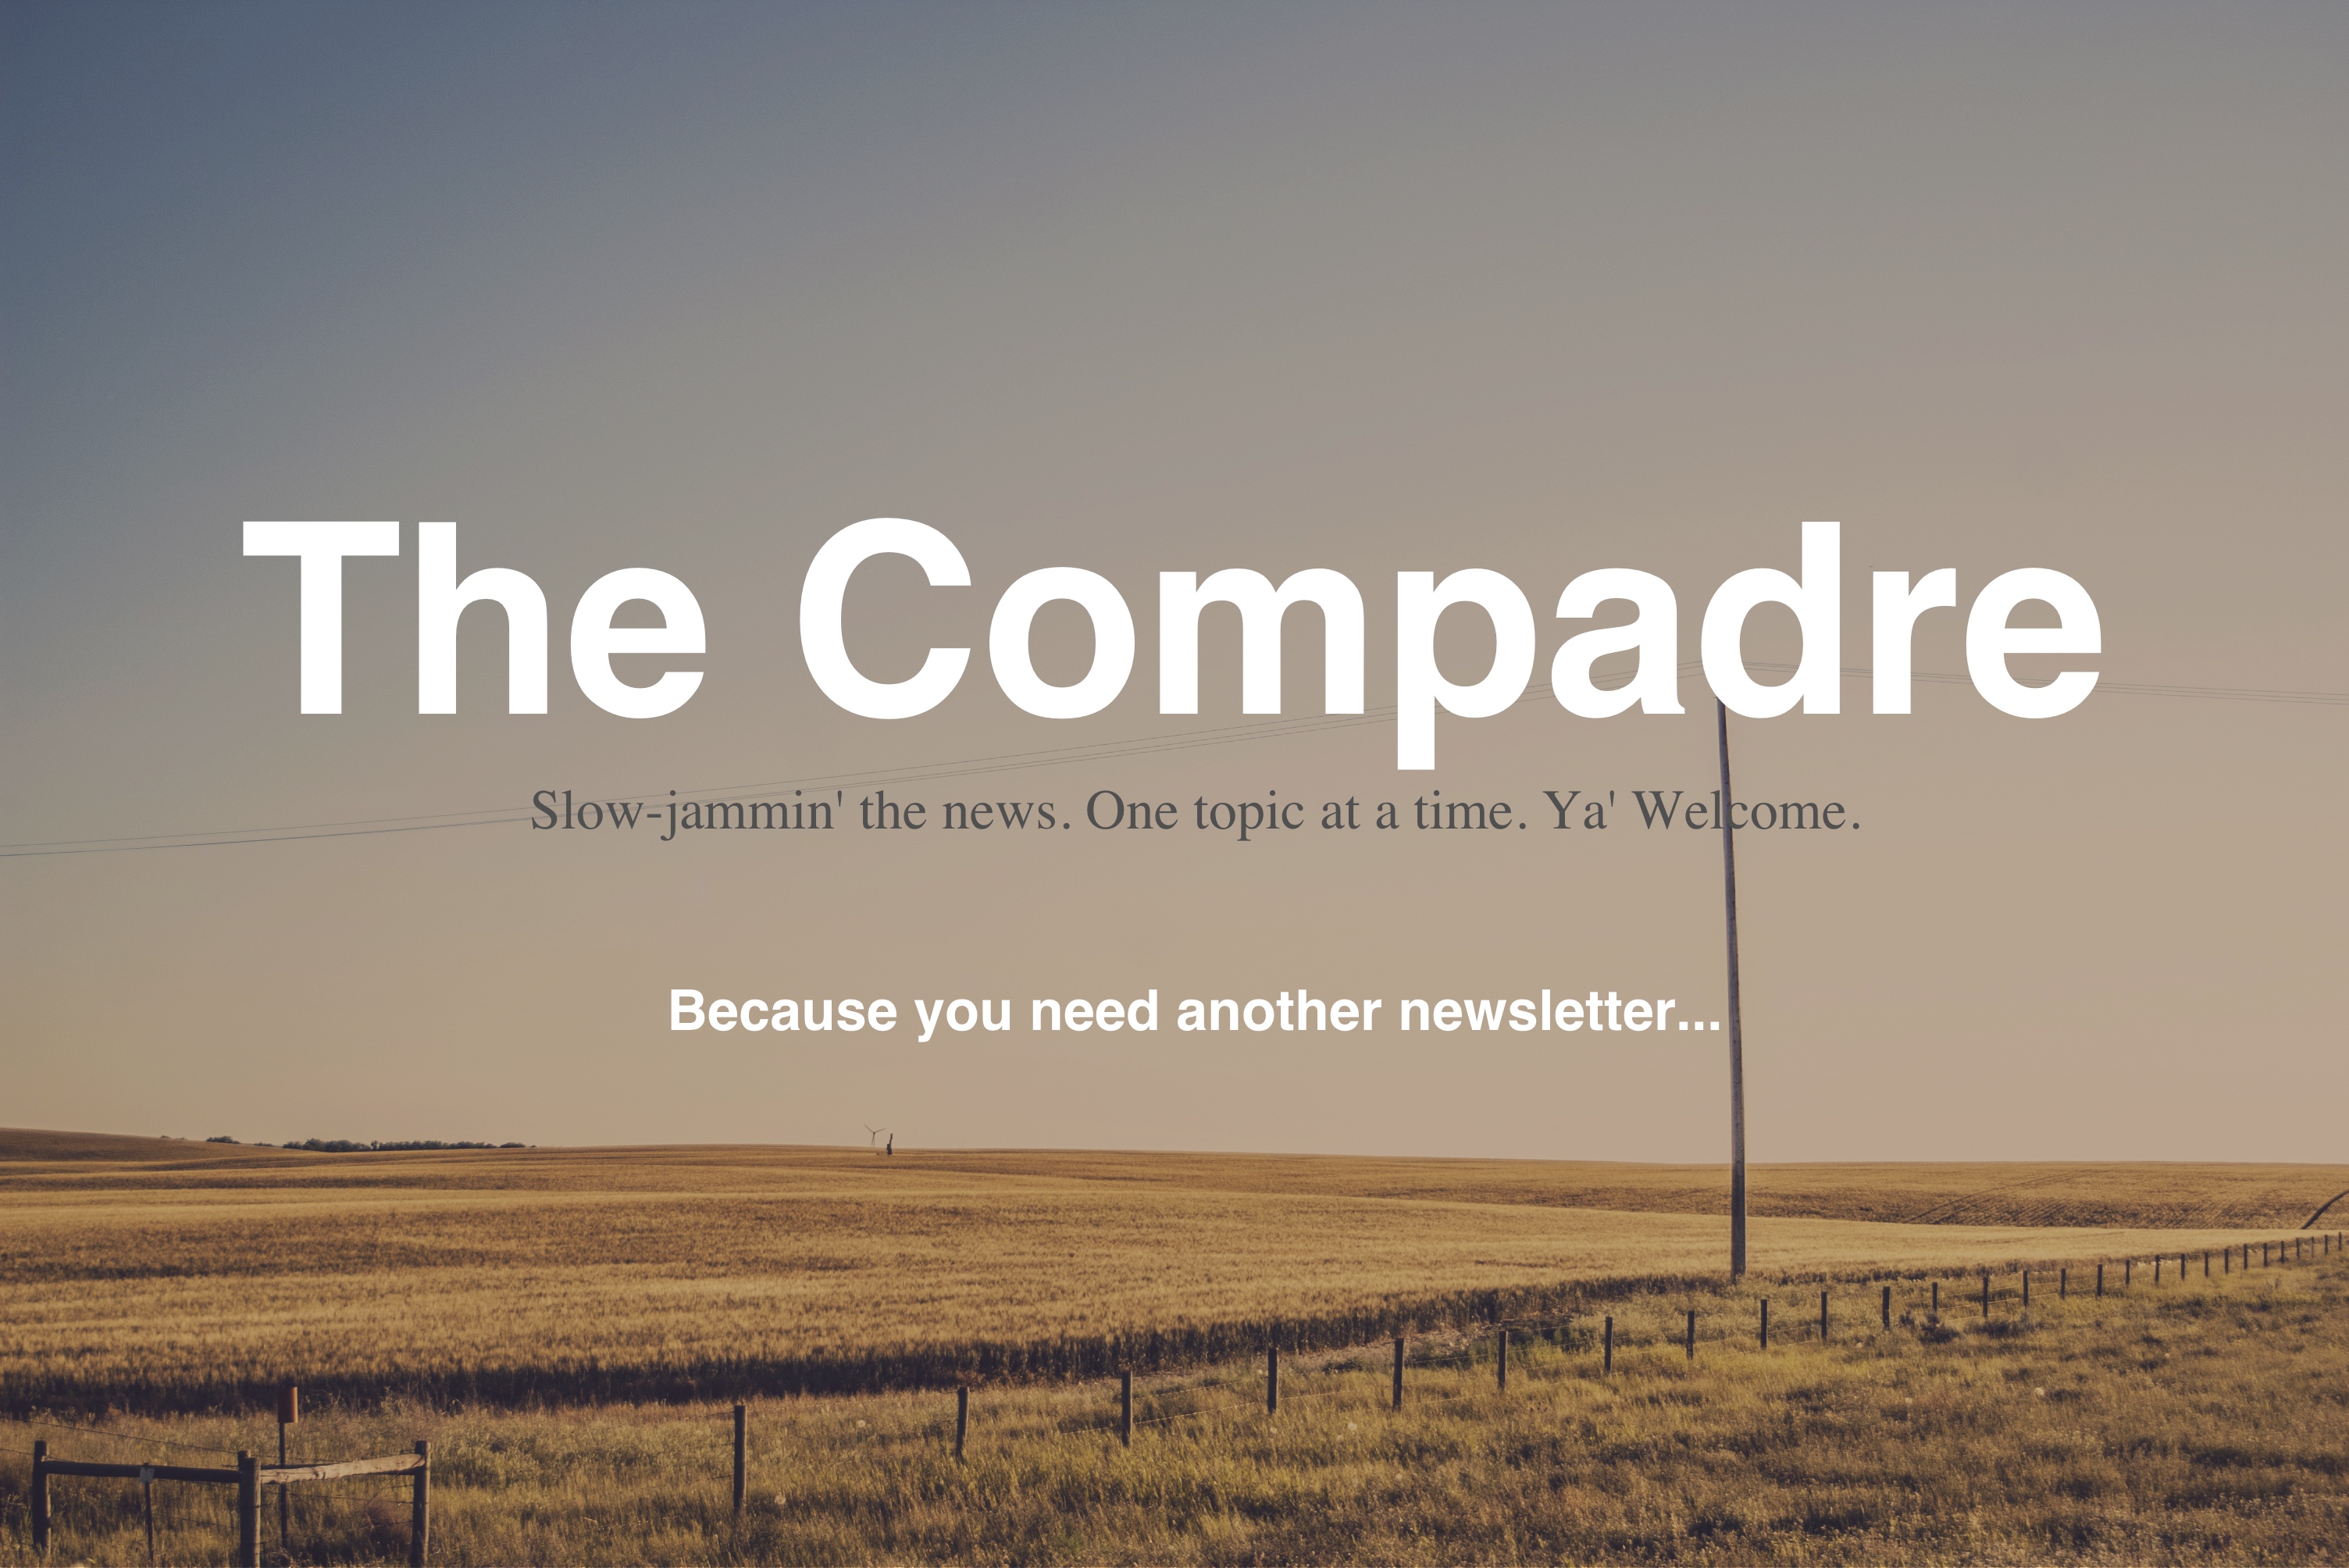 The Compadre
Slow-jammin' the news. One topic at a time. Ya' Welcome.
Because you need another newsletter...